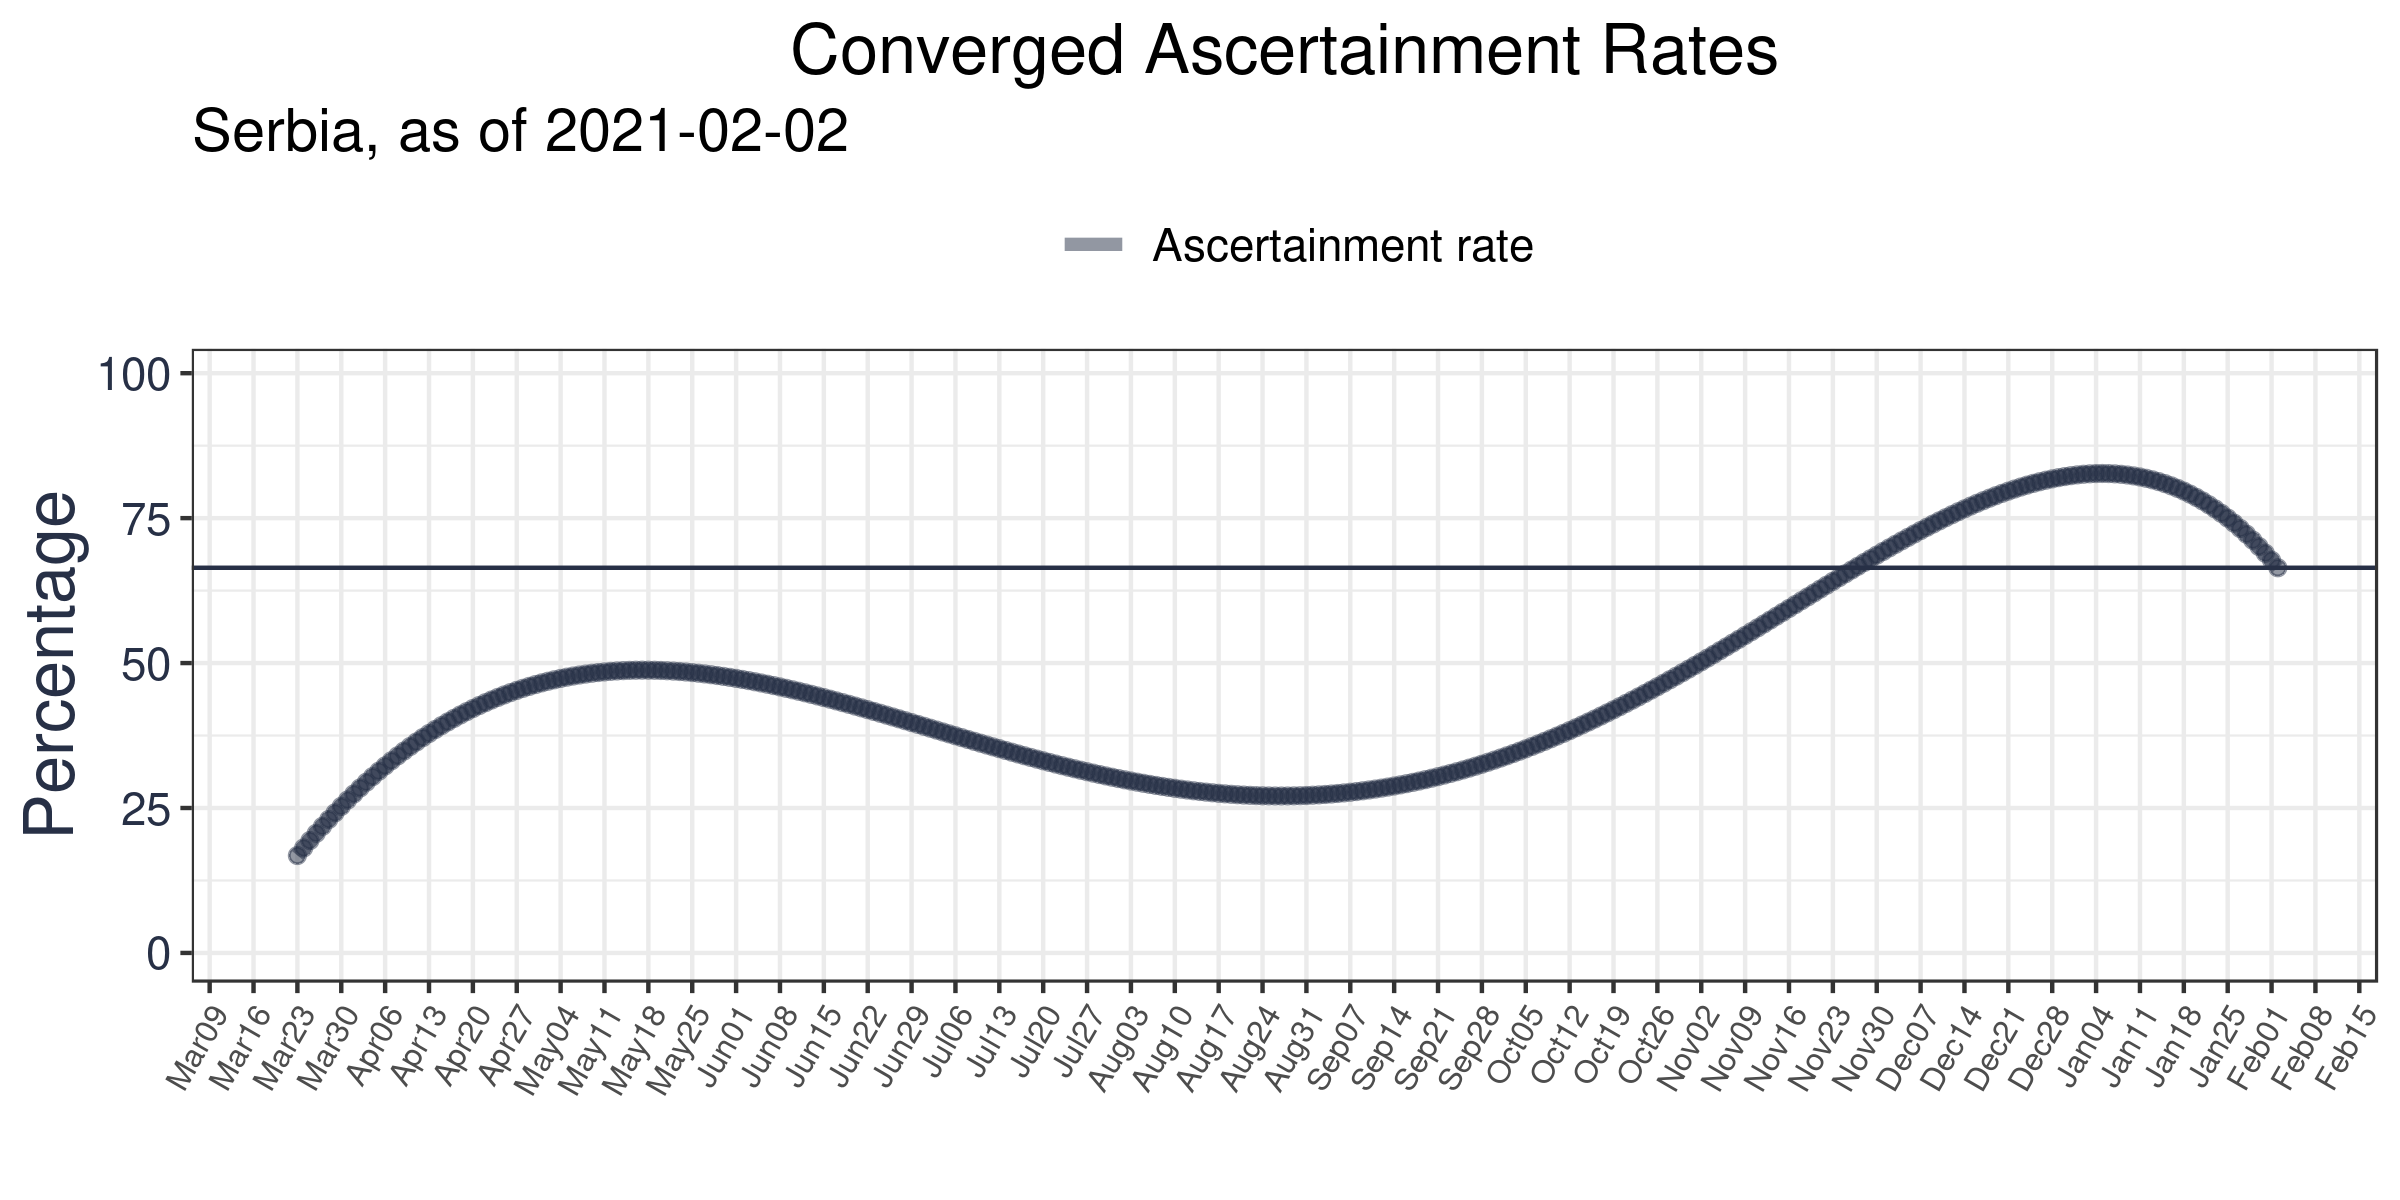 Converged Ascertainment Rates
Serbia, as of 2021-02-02
Ascertainment rate
Percentage
100
75
50
25
0
Mar09 Mar16 Mar23 Mar30 Apr06 Apr13 Apr20 Apr27 May04 May11 May18 May25 Jun01 Jun08 Jun15 Jun22 Jun29 Jul06 Jul13 Jul20 Jul27 Aug03 Aug10 Aug17 Aug24 Aug31 Sep07 Sep14 Sep21 Sep28 Oct05 Oct12 Oct19 Oct26 Nov02 Nov09 Nov16 Nov23 Nov30 Dec07 Dec14 Dec21 Dec28 Jan04 Jan11 Jan18 Jan25 Feb01 Feb08 Feb15